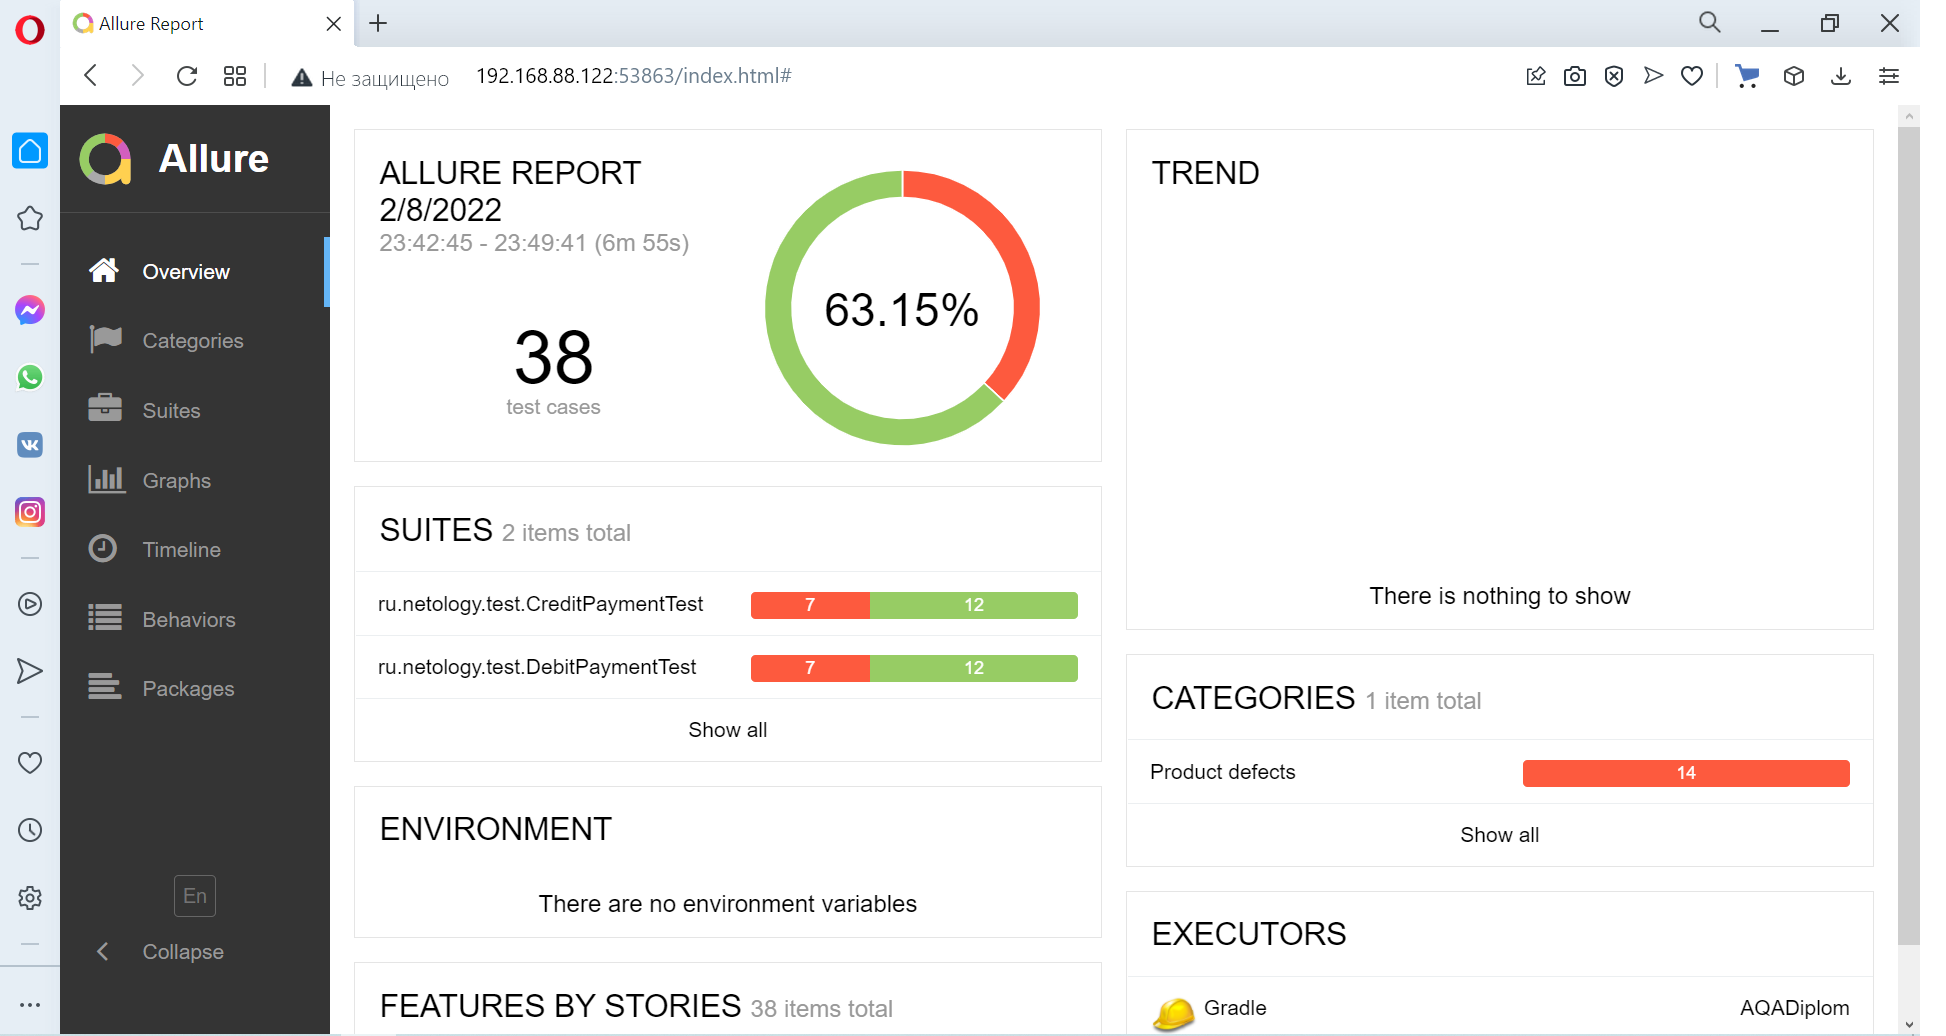 Allure Report
Не защищено
192.168.88.122:53863/index.html#
Allure
Overview
Categories
Suites
Graphs
Timeline
Behaviors
Packages
En
Collapse
ALLURE REPORT
2/8/2022
23:42:45 - 23:49:41 (6m 55s)
38
test cases
63.15%
SUITES 2 items total
ru.netology.test.CreditPaymentTest 7 12
ru.netology.test.DebitPaymentTest 7 12
Show all
ENVIRONMENT
There are no environment variables
FEATURES BY STORIES 38 items total
TREND
There is nothing to show
CATEGORIES 1 item total
Product defects 14
Show all
EXECUTORS
Gradle AQADiplom